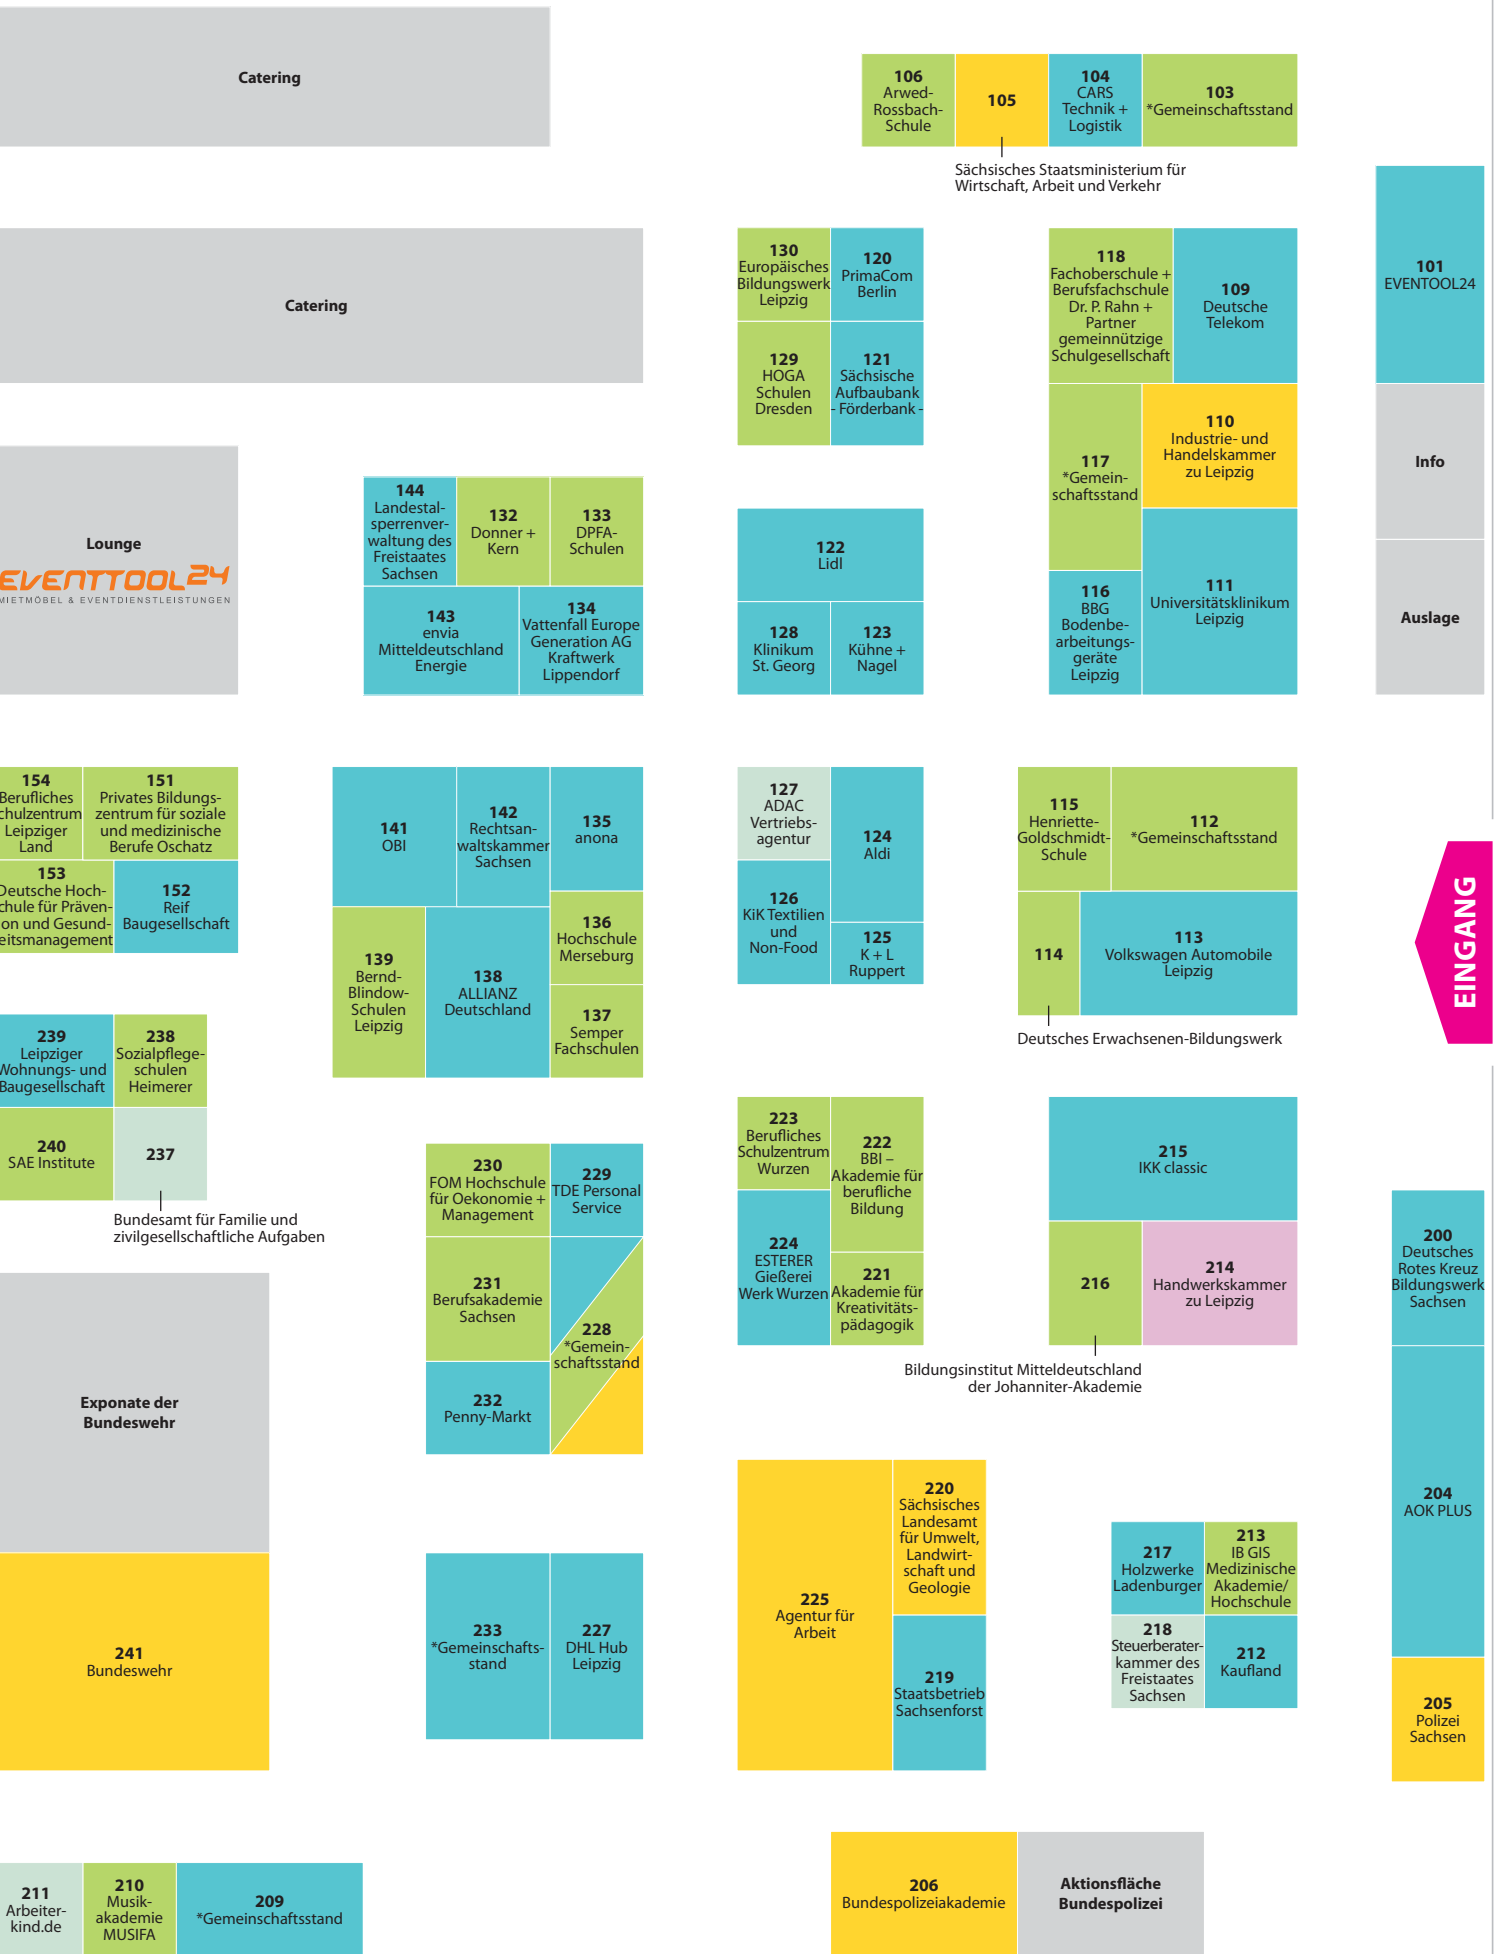 Catering
106
Arwed-
Rossbach-
Schule
105
104
CARS
Technik +
Logistik
103
*Gemeinschaftsstand
Sächsisches Staatsministerium für
Wirtschaft, Arbeit und Verkehr
Catering
130
Europäisches
Bildungswerk
Leipzig
120
PrimaCom
Berlin
129
HOGA
Schulen
Dresden
121
Sächsische
Aufbaubank
- Förderbank -
118
Fachoberschule +
Berufsfachschule
Dr. P. Rahn +
Partner
gemeinnützige
Schulgesellschaft
109
Deutsche
Telekom
101
EVENTOOL24
117
*Gemein-
schaftsstand
110
Industrie- und
Handelskammer
zu Leipzig
Info
Lounge
EVENTTOOL24
MIETMÖBEL & EVENTDIENSTLEISTUNGEN
144
Landestal-
sperrenver-
waltung des
Freistaates
Sachsen
132
Donner +
Kern
133
DPFA-
Schulen
143
envia
Mitteldeutschland
Energie
134
Vattenfall Europe
Generation AG
Kraftwerk
Lippendorf
122
Lidl
128
Klinikum
St. Georg
123
Kühne +
Nagel
116
BBG
Bodenbe-
arbeitungs-
geräte
Leipzig
111
Universitätsklinikum
Leipzig
Auslage
154
Berufliches
chulzentrum
Leipziger
Land
151
Privates Bildungs-
zentrum für soziale
und medizinische
Berufe Oschatz
153
Deutsche Hoch-
chule für Präven-
on und Gesund-
eitsmanagement
152
Reif
Baugesellschaft
141
OBI
142
Rechtsan-
waltskammer
Sachsen
135
anona
139
Bernd-
Blindow-
Schulen
Leipzig
138
ALLIANZ
Deutschland
136
Hochschule
Merseburg
137
Semper
Fachschulen
127
ADAC
Vertriebs-
agentur
124
Aldi
126
KiK Textilien
und
Non-Food
125
K + L
Ruppert
115
Henriette-
Goldschmidt-
Schule
112
*Gemeinschaftsstand
114
113
Volkswagen Automobile
Leipzig
Deutsches Erwachsenen-Bildungswerk
EINGANG
239
Leipziger
Wohnungs- und
Baugesellschaft
238
Sozialpflege-
schulen
Heimerer
240
SAE Institute
237
Bundesamt für Familie und
zivilgesellschaftliche Aufgaben
230
FOM Hochschule
für Oekonomie +
Management
229
TDE Personal
Service
231
Berufsakademie
Sachsen
228
*Gemein-
schaftsstand
232
Penny-Markt
223
Berufliches
Schulzentrum
Wurzen
222
BBI –
Akademie für
berufliche
Bildung
224
ESTERER
Gießerei
Werk Wurzen
221
Akademie für
Kreativitäts-
pädagogik
215
IKK classic
216
214
Handwerkskammer
zu Leipzig
Bildungsinstitut Mitteldeutschland
der Johanniter-Akademie
200
Deutsches
Rotes Kreuz
Bildungswerk
Sachsen
204
AOK PLUS
205
Polizei
Sachsen
Exponate der
Bundeswehr
241
Bundeswehr
233
*Gemeinschafts-
stand
227
DHL Hub
Leipzig
225
Agentur für
Arbeit
220
Sächsisches
Landesamt
für Umwelt,
Landwirt-
schaft und
Geologie
219
Staatsbetrieb
Sachsenforst
217
Holzwerke
Ladenburger
213
IB GIS
Medizinische
Akademie/
Hochschule
218
Steuerberater-
kammer des
Freistaates
Sachsen
212
Kaufland
211
Arbeiter-
kind.de
210
Musik-
akademie
MUSIFA
209
*Gemeinschaftsstand
206
Bundespolizeiakademie
Aktionsfläche
Bundespolizei